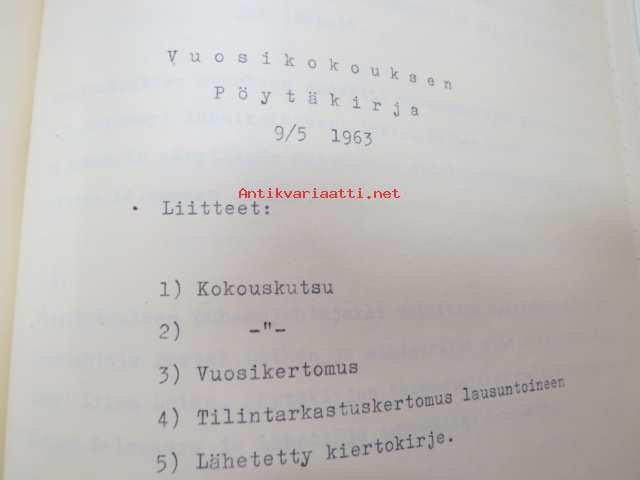 Vuosikokouksen
Pöytäkirja
9/5 1963
Antikvariaatti.net
• Liitteet:
1) Kokouskutsu
2) -"-
3) Vuosikertomus
4) Tilintarkastuskertomus lausuntoineen
5) Lähetetty kiertokirje.